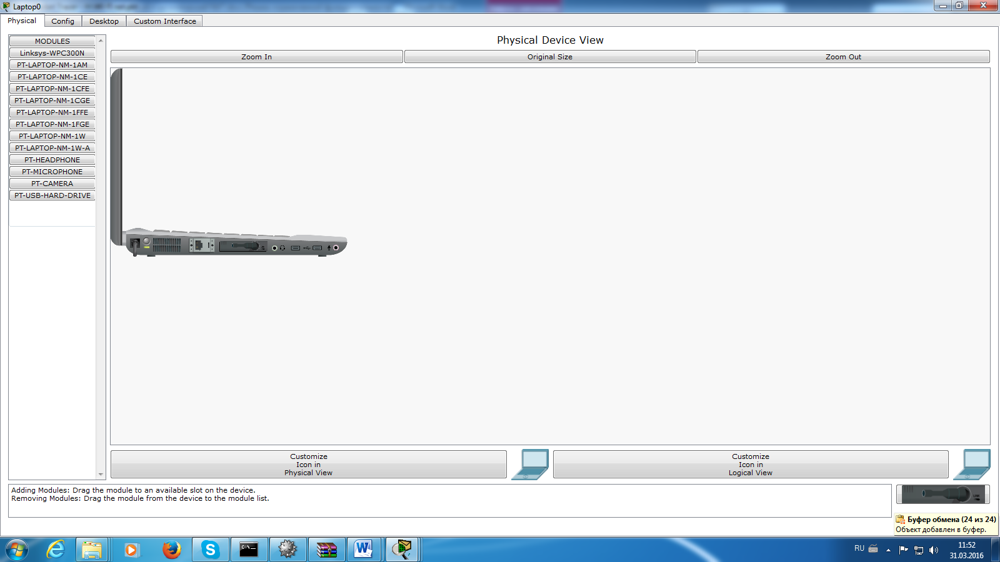 Laptop0
Physical
Config
Desktop
Custom Interface
MODULES
Linksys-WPC300N
PT-LAPTOP-NM-1AM
PT-LAPTOP-NM-1CE
PT-LAPTOP-NM-1CFE
PT-LAPTOP-NM-1CGE
PT-LAPTOP-NM-1FFE
PT-LAPTOP-NM-1FGE
PT-LAPTOP-NM-1W
PT-LAPTOP-NM-1W-A
PT-HEADPHONE
PT-MICROPHONE
PT-CAMERA
PT-USB-HARD-DRIVE
Physical Device View
Zoom In
Original Size
Zoom Out
Customize
Icon in
Physical View
Customize
Icon in
Logical View
Adding Modules: Drag the module to an available slot on the device.
Removing Modules: Drag the module from the device to the module list.
LINK
Буфер обмена (24 из 24)
Объект добавлен в буфер.
C:\_
RU
11:52
31.03.2016